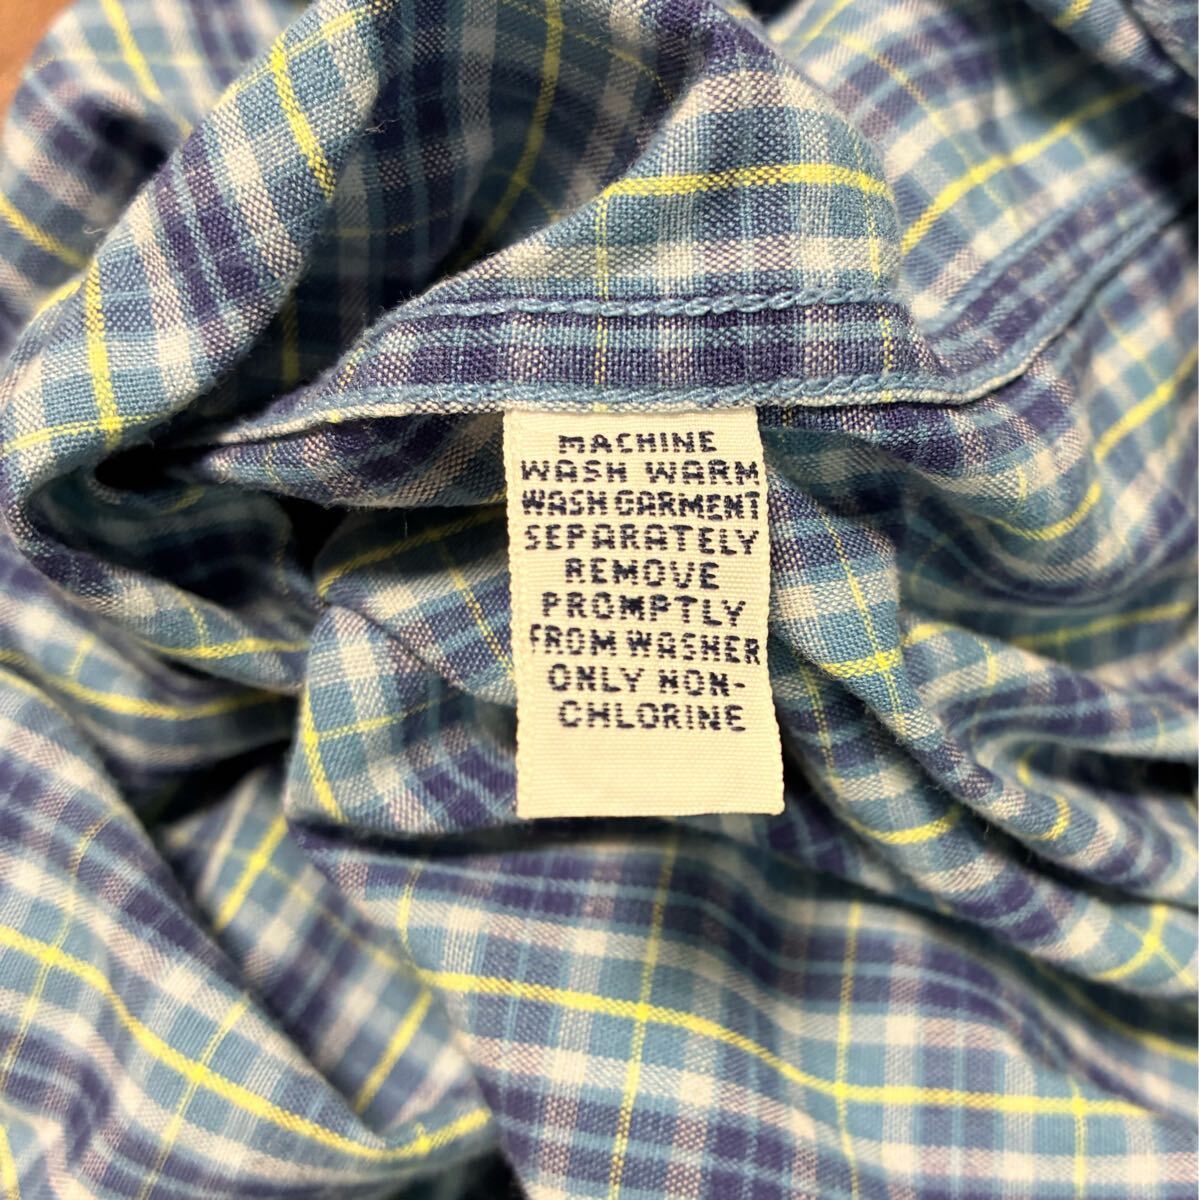 MACHINE
WASH WARM
WASH GARMENT
SEPARATELY
REMOVE
PROMPTLY
FROM WASHER
ONLY NON-
CHLORINE